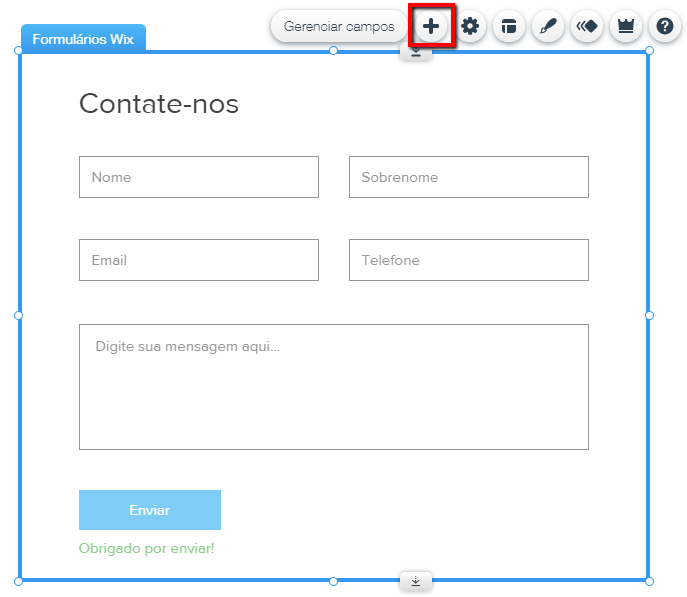 Gerenciar campos
Formulários Wix
Contate-nos
Nome
Sobrenome
Email
Telefone
Digite sua mensagem aqui...
Enviar
Obrigado por enviar!